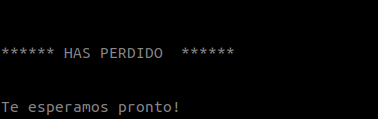 ****** HAS PERDIDO  ******
Te esperamos pronto!